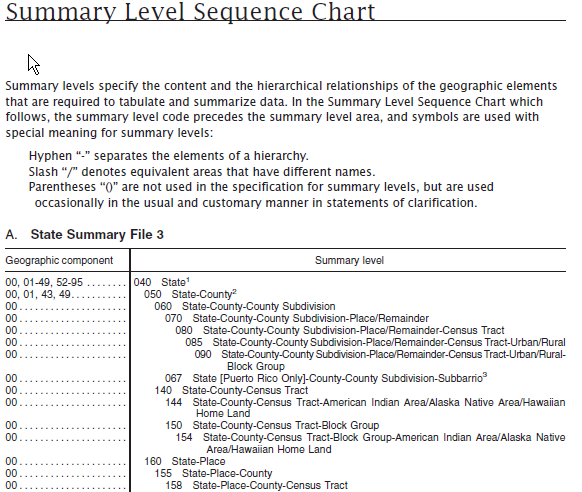 Summary Level Sequence Chart
Summary levels specify the content and the hierarchical relationships of the geographic elements
that are required to tabulate and summarize data. In the Summary Level Sequence Chart which
follows, the summary level code precedes the summary level area, and symbols are used with
special meaning for summary levels:
Hyphen “-” separates the elements of a hierarchy.
Slash “/” denotes equivalent areas that have different names.
Parentheses “()” are not used in the specification for summary levels, but are used
occasionally in the usual and customary manner in statements of clarification.
A. State Summary File 3
Geographic component Summary level
00, 01-49, 52-95 ........ 040 State¹
00, 01, 43, 49........... 050 State-County²
00...................... 060 State-County-County Subdivision
00...................... 070 State-County-County Subdivision-Place/Remainder
00...................... 080 State-County-County Subdivision-Place/Remainder-Census Tract
00...................... 085 State-County-County Subdivision-Place/Remainder-Census Tract-Urban/Rural
00...................... 090 State-County-County Subdivision-Place/Remainder-Census Tract-Urban/Rural-
Block Group
00...................... 067 State [Puerto Rico Only]-County-County Subdivision-Subbarrio³
00...................... 140 State-County-Census Tract
00...................... 144 State-County-Census Tract-American Indian Area/Alaska Native Area/Hawaiian
Home Land
00...................... 150 State-County-Census Tract-Block Group
00...................... 154 State-County-Census Tract-Block Group-American Indian Area/Alaska Native
Area/Hawaiian Home Land
00...................... 160 State-Place
00...................... 155 State-Place-County
00...................... 158 State-Place-County-Census Tract